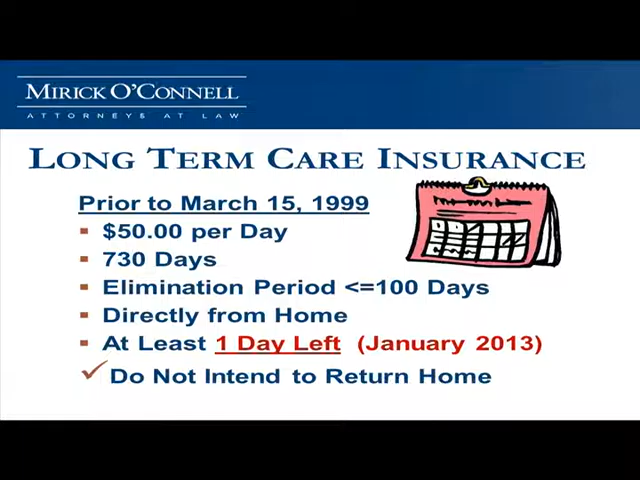 MIRICK O'CONNELL
ATTORNEYS AT LAW
LONG TERM CARE INSURANCE
Prior to March 15, 1999
$50.00 per Day
730 Days
Elimination Period <=100 Days
Directly from Home
At Least 1 Day Left (January 2013)
Do Not Intend to Return Home